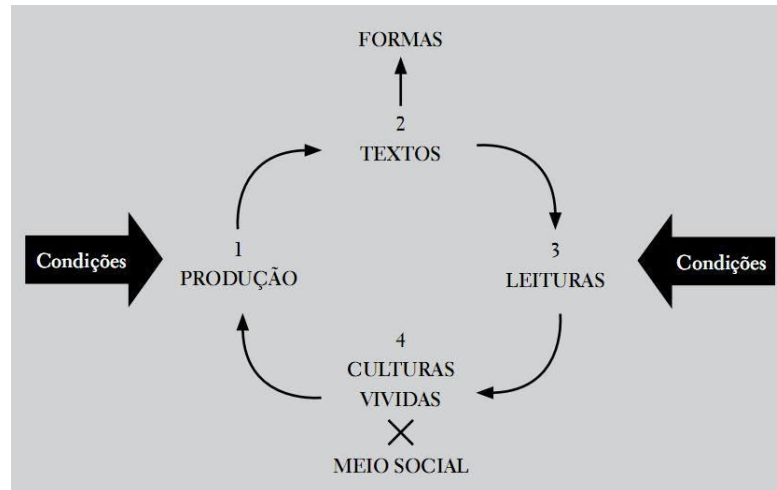 FORMAS
2
TEXTOS
Condições
1
PRODUÇÃO
3
LEITURAS
Condições
4
CULTURAS
VIVIDAS
MEIO SOCIAL